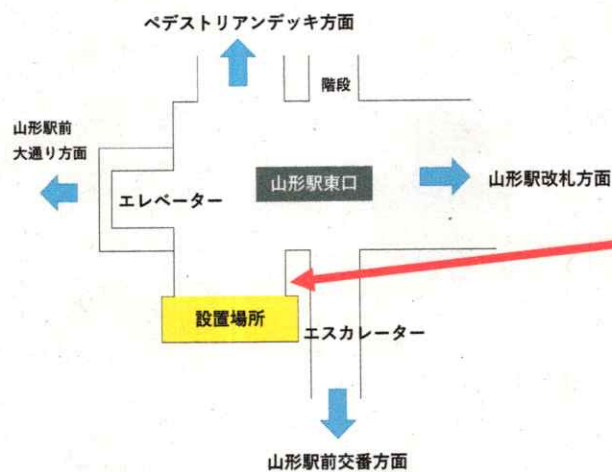 ペデストリアンデッキ方面
階段
山形駅前
大通り方面
エレベーター
山形駅東口
山形駅改札方面
設置場所
エスカレーター
山形駅前交番方面